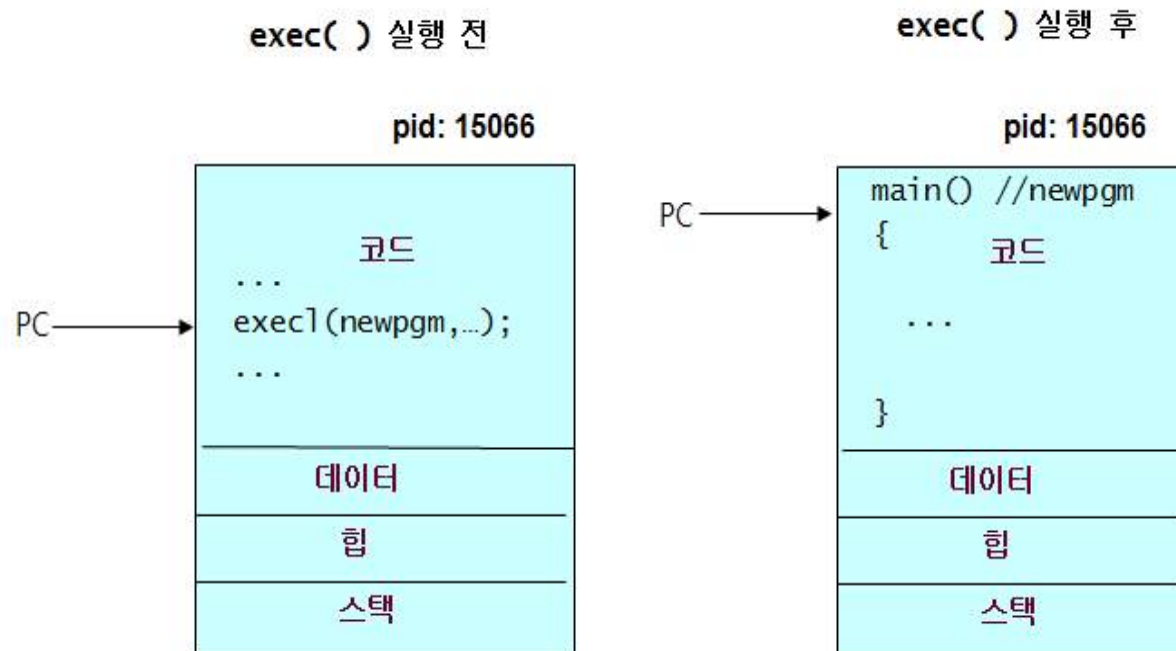 exec( ) 실행 전
pid: 15066
PC
코드
...
execl(newpgm,…);
...
데이터
힙
스택
exec( ) 실행 후
pid: 15066
PC
main() //newpgm
{
코드
...
}
데이터
힙
스택